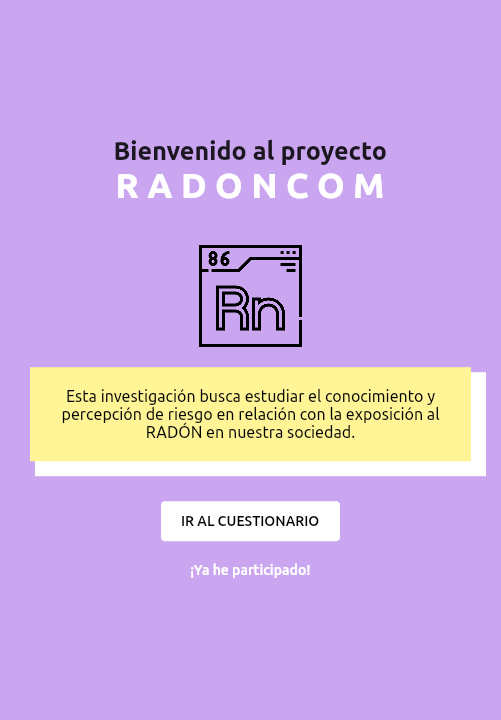 Bienvenido al proyecto
RADONCOM
86
Rn
Esta investigación busca estudiar el conocimiento y
percepción de riesgo en relación con la exposición al
RADÓN en nuestra sociedad.
IR AL CUESTIONARIO
¡Ya he participado!